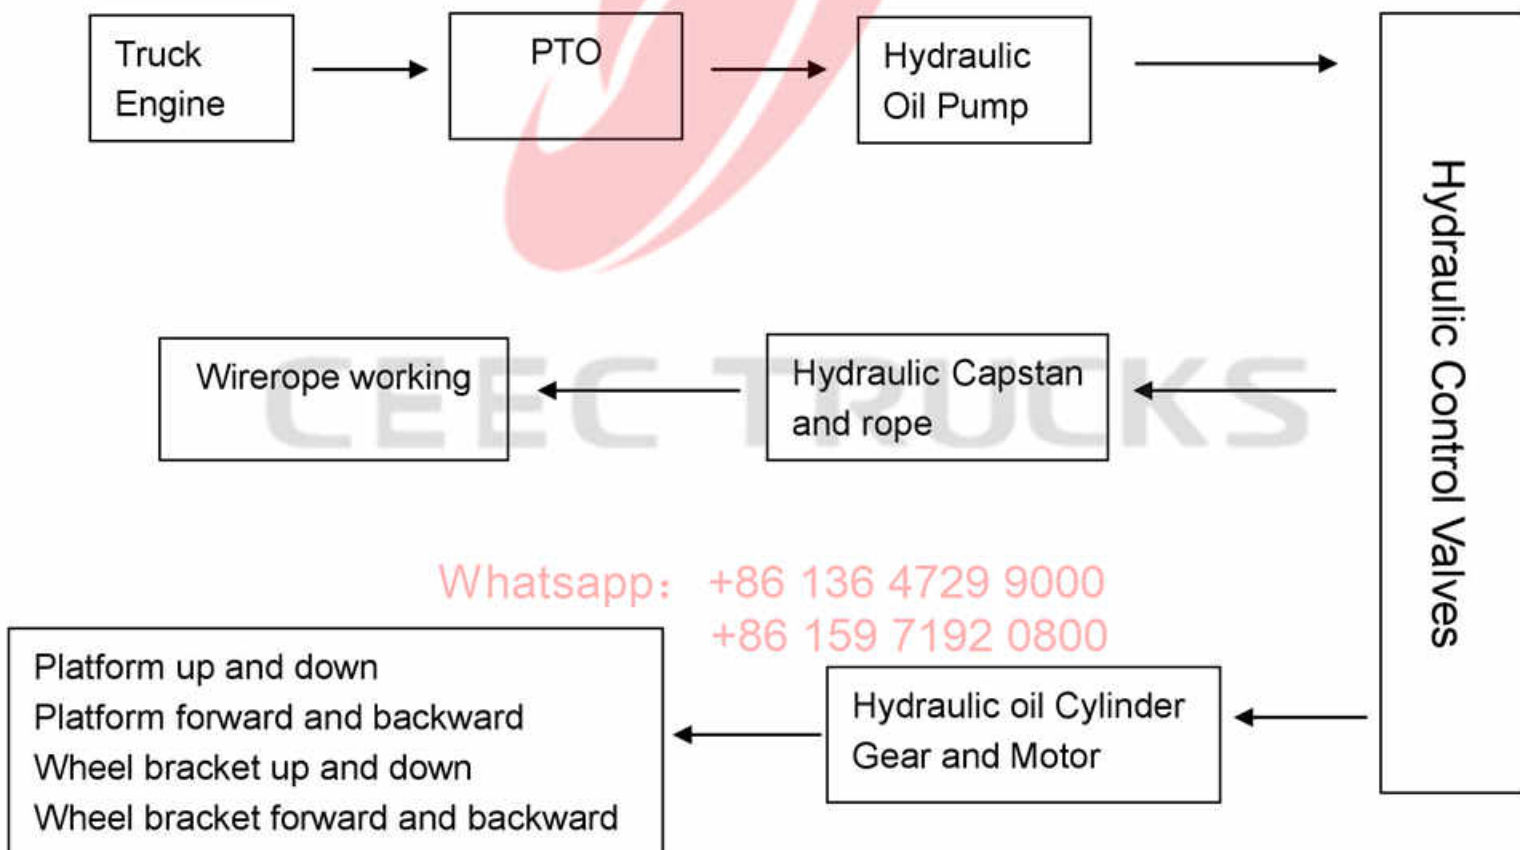 Truck
Engine
PTO
Hydraulic
Oil Pump
Hydraulic Control Valves
Wirerope working
Hydraulic Capstan
and rope
CEEC TRUCKS
Whatsapp： +86 136 4729 9000
+86 159 7192 0800
Platform up and down
Platform forward and backward
Wheel bracket up and down
Wheel bracket forward and backward
Hydraulic oil Cylinder
Gear and Motor